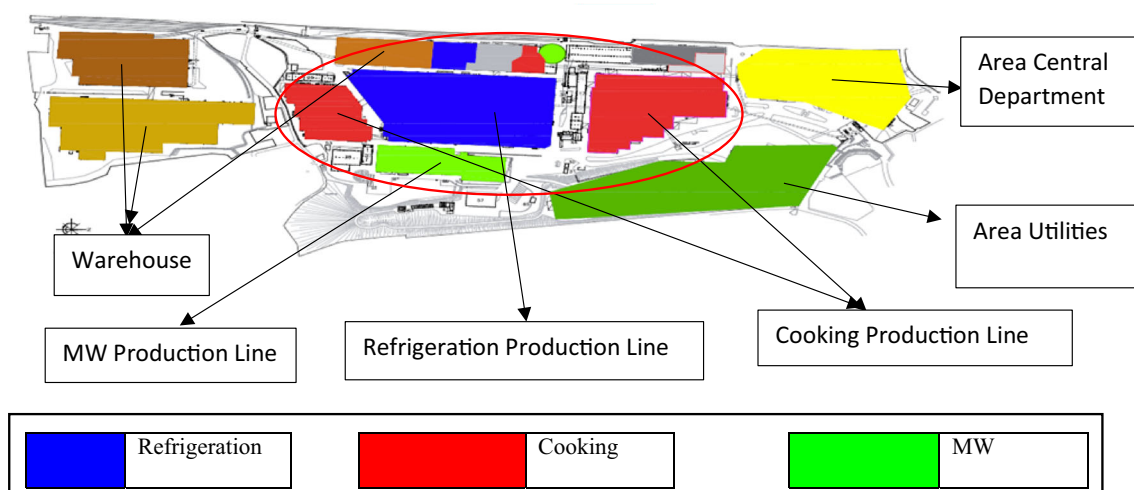 Area Central
Department
Area Utilities
Warehouse
MW Production Line
Refrigeration Production Line
Cooking Production Line
Refrigeration
Cooking
MW